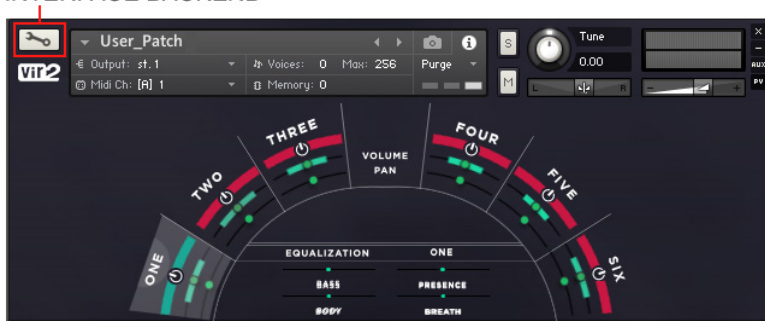 User_Patch
Output: st.1 Voices: 0 Max: 256 Purge
Midi Ch: [A] 1 Memory: 0
S
M
Tune
0.00
L R
- +
×
-
AUX
PV
Vir2
ONE
TWO
THREE
VOLUME
PAN
FOUR
FIVE
SIX
EQUALIZATION ONE
BASS PRESENCE
BODY BREATH